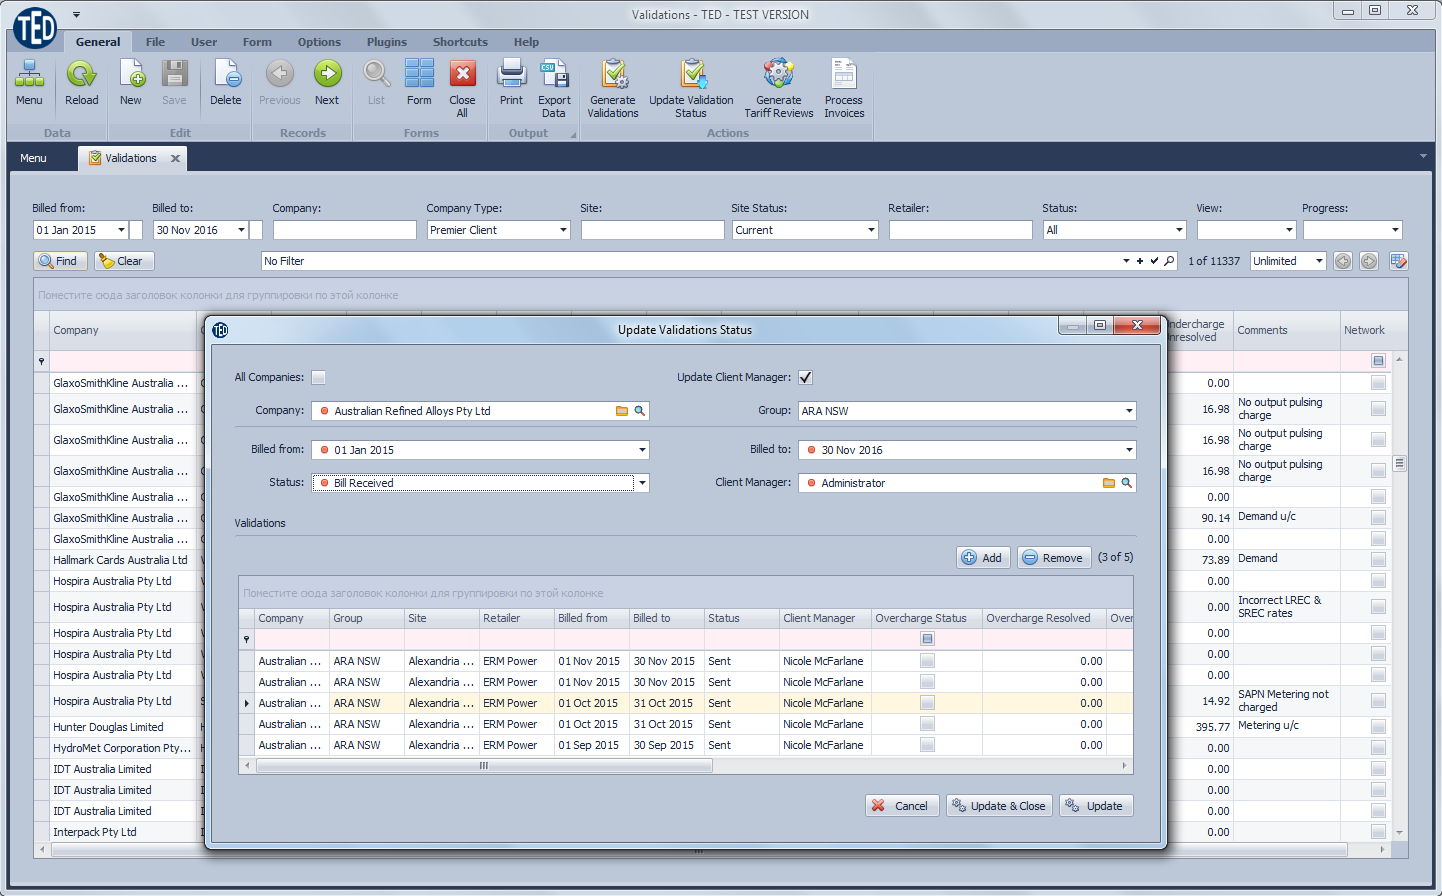 Validations - TED - TEST VERSION
TED
General File User Form Options Plugins Shortcuts Help
Menu Reload New Save Delete Previous Next List Form Close All Print Export Data Generate Validations Update Validation Status Generate Tariff Reviews Process Invoices
CSV
Data Edit Records Forms Output Actions
Menu Validations
Billed from: Billed to: Company: Company Type: Site: Site Status: Retailer: Status: View: Progress:
01 Jan 2015 30 Nov 2016 Premier Client Current All
Find Clear No Filter 1 of 11337 Unlimited
Поместите сюда заголовок колонки для группировки по этой колонке
Company
Undercharge Unresolved Comments Network
GlaxoSmithKline Australia ... 0.00
GlaxoSmithKline Australia ... 16.98 No output pulsing charge
GlaxoSmithKline Australia ... 16.98 No output pulsing charge
GlaxoSmithKline Australia ... 16.98 No output pulsing charge
GlaxoSmithKline Australia ... 0.00
GlaxoSmithKline Australia ... 90.14 Demand u/c
GlaxoSmithKline Australia ... 0.00
Hallmark Cards Australia Ltd 73.89 Demand
Hospira Australia Pty Ltd 0.00
Hospira Australia Pty Ltd 0.00 Incorrect LREC & SREC rates
Hospira Australia Pty Ltd 0.00
Hospira Australia Pty Ltd 0.00
Hospira Australia Pty Ltd 0.00
Hospira Australia Pty Ltd 14.92 SAPN Metering not charged
Hunter Douglas Limited 395.77 Metering u/c
HydroMet Corporation Pty... 0.00
IDT Australia Limited 0.00
IDT Australia Limited 0.00
IDT Australia Limited 0.00
Interpack Pty Ltd 0.00
TED Update Validations Status
All Companies: Update Client Manager:
Company: Australian Refined Alloys Pty Ltd Group: ARA NSW
Billed from: 01 Jan 2015 Billed to: 30 Nov 2016
Status: Bill Received Client Manager: Administrator
Validations
Add Remove (3 of 5)
Поместите сюда заголовок колонки для группировки по этой колонке
Company Group Site Retailer Billed from Billed to Status Client Manager Overcharge Status Overcharge Resolved Over
Australian ... ARA NSW Alexandria ... ERM Power 01 Nov 2015 30 Nov 2015 Sent Nicole McFarlane 0.00
Australian ... ARA NSW Alexandria ... ERM Power 01 Nov 2015 30 Nov 2015 Sent Nicole McFarlane 0.00
Australian ... ARA NSW Alexandria ... ERM Power 01 Oct 2015 31 Oct 2015 Sent Nicole McFarlane 0.00
Australian ... ARA NSW Alexandria ... ERM Power 01 Oct 2015 31 Oct 2015 Sent Nicole McFarlane 0.00
Australian ... ARA NSW Alexandria ... ERM Power 01 Sep 2015 30 Sep 2015 Sent Nicole McFarlane 0.00
Cancel Update & Close Update